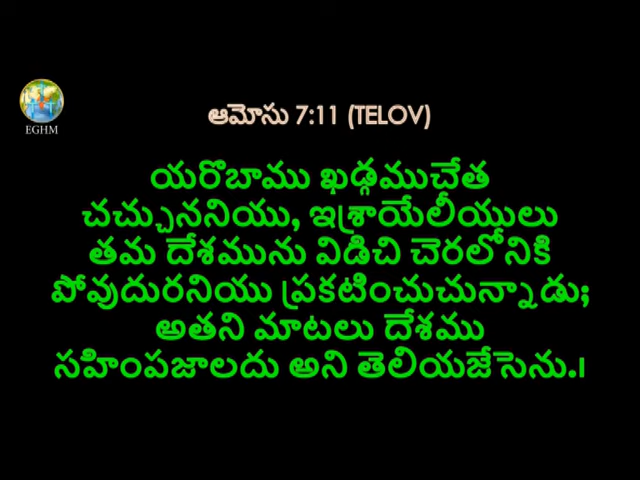 ఆమోసు 7:11 (TELOV)
EGHM
యరొబాము ఖడ్గముచేత
చచ్చుననియు, ఇశ్రాయేలీయులు
తమ దేశమును విడిచి చెరలోనికి
పోవుదురనియు ప్రకటించుచున్నాడు;
అతని మాటలు దేశము
సహింపజాలదు అని తెలియజేసెను.।